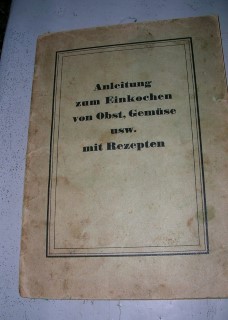 Anleitung
zum Einkochen
von Obst, Gemüse
usw.
mit Rezepten